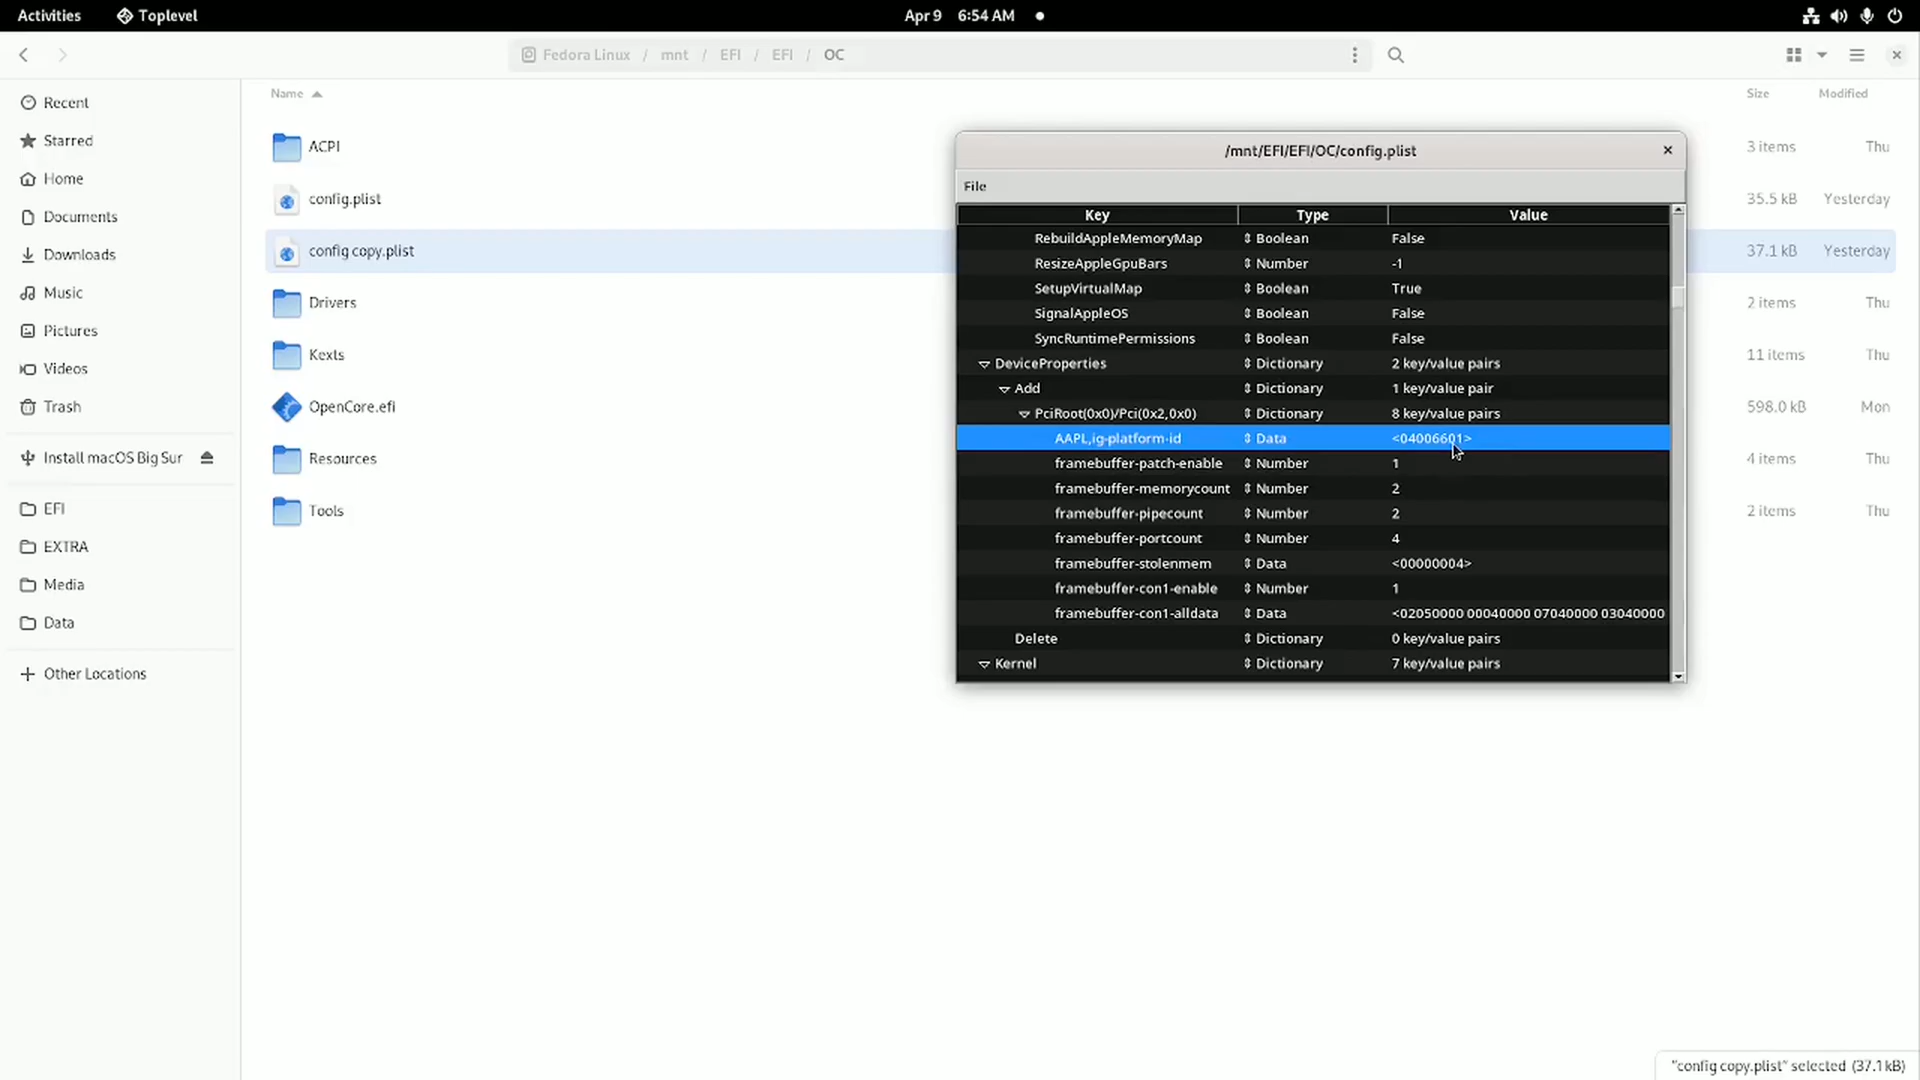 Activities Toplevel Apr 9 6:54 AM
Fedora Linux / mnt / EFI / EFI / OC
Recent
Starred
Home
Documents
Downloads
Music
Pictures
Videos
Trash
Install macOS Big Sur
EFI
EXTRA
Media
Data
Other Locations
Name Size Modified
ACPI 3 items Thu
config.plist 35.5 kB Yesterday
config copy.plist 37.1 kB Yesterday
Drivers 2 items Thu
Kexts 11 items Thu
OpenCore.efi 598.0 kB Mon
Resources 4 items Thu
Tools 2 items Thu
/mnt/EFI/EFI/OC/config.plist
File
Key Type Value
RebuildAppleMemoryMap Boolean False
ResizeAppleGpuBars Number -1
SetupVirtualMap Boolean True
SignalAppleOS Boolean False
SyncRuntimePermissions Boolean False
DeviceProperties Dictionary 2 key/value pairs
Add Dictionary 1 key/value pair
PciRoot(0x0)/Pci(0x2,0x0) Dictionary 8 key/value pairs
AAPL,ig-platform-id Data <04006601>
framebuffer-patch-enable Number 1
framebuffer-memorycount Number 2
framebuffer-pipecount Number 2
framebuffer-portcount Number 4
framebuffer-stolenmem Data <00000004>
framebuffer-con1-enable Number 1
framebuffer-con1-alldata Data <02050000 00040000 07040000 03040000
Delete Dictionary 0 key/value pairs
Kernel Dictionary 7 key/value pairs
"config copy.plist" selected (37.1 kB)